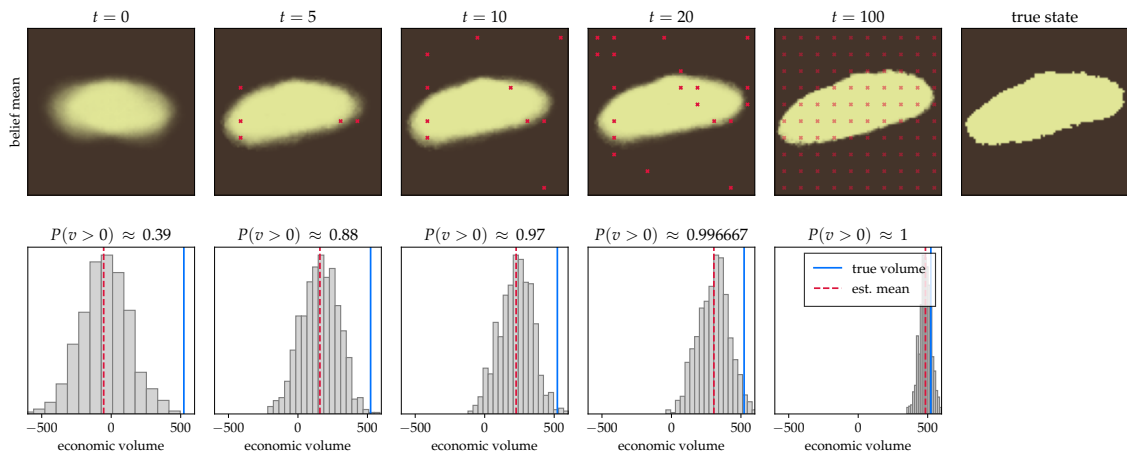 t = 0
t = 5
t = 10
t = 20
t = 100
true state
belief mean
P(v > 0) ≈ 0.39
P(v > 0) ≈ 0.88
P(v > 0) ≈ 0.97
P(v > 0) ≈ 0.996667
P(v > 0) ≈ 1
true volume
est. mean
−500 0 500
−500 0 500
−500 0 500
−500 0 500
−500 0 500
economic volume
economic volume
economic volume
economic volume
economic volume